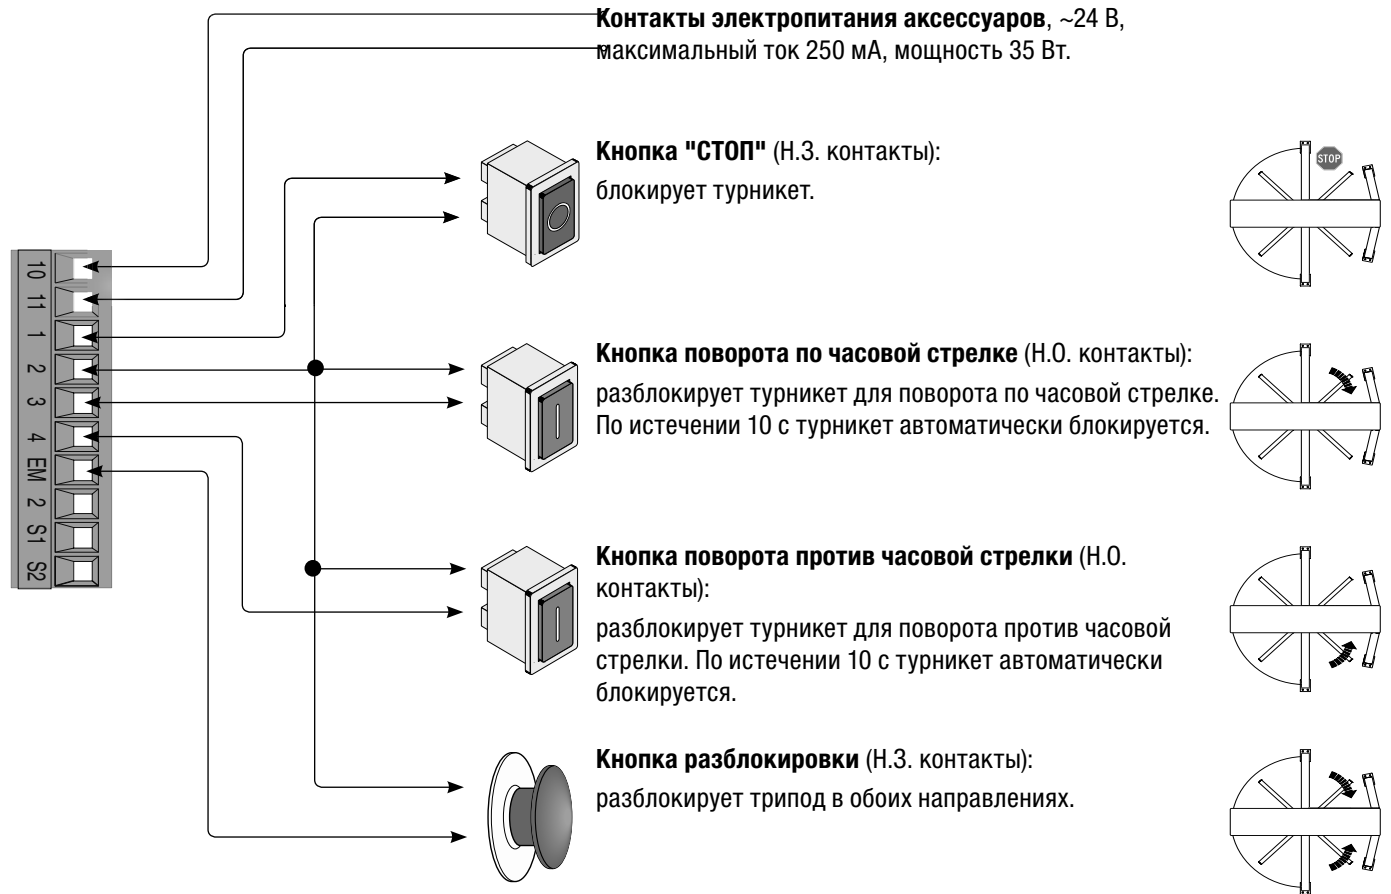 Контакты электропитания аксессуаров, ~24 В,
максимальный ток 250 мА, мощность 35 Вт.
Кнопка "СТОП" (Н.З. контакты):
блокирует турникет.
STOP
10
11
1
2
3
4
EM
2
S1
S2
Кнопка поворота по часовой стрелке (Н.О. контакты):
разблокирует турникет для поворота по часовой стрелке.
По истечении 10 с турникет автоматически блокируется.
Кнопка поворота против часовой стрелки (Н.О.
контакты):
разблокирует турникет для поворота против часовой
стрелки. По истечении 10 с турникет автоматически
блокируется.
Кнопка разблокировки (Н.З. контакты):
разблокирует трипод в обоих направлениях.